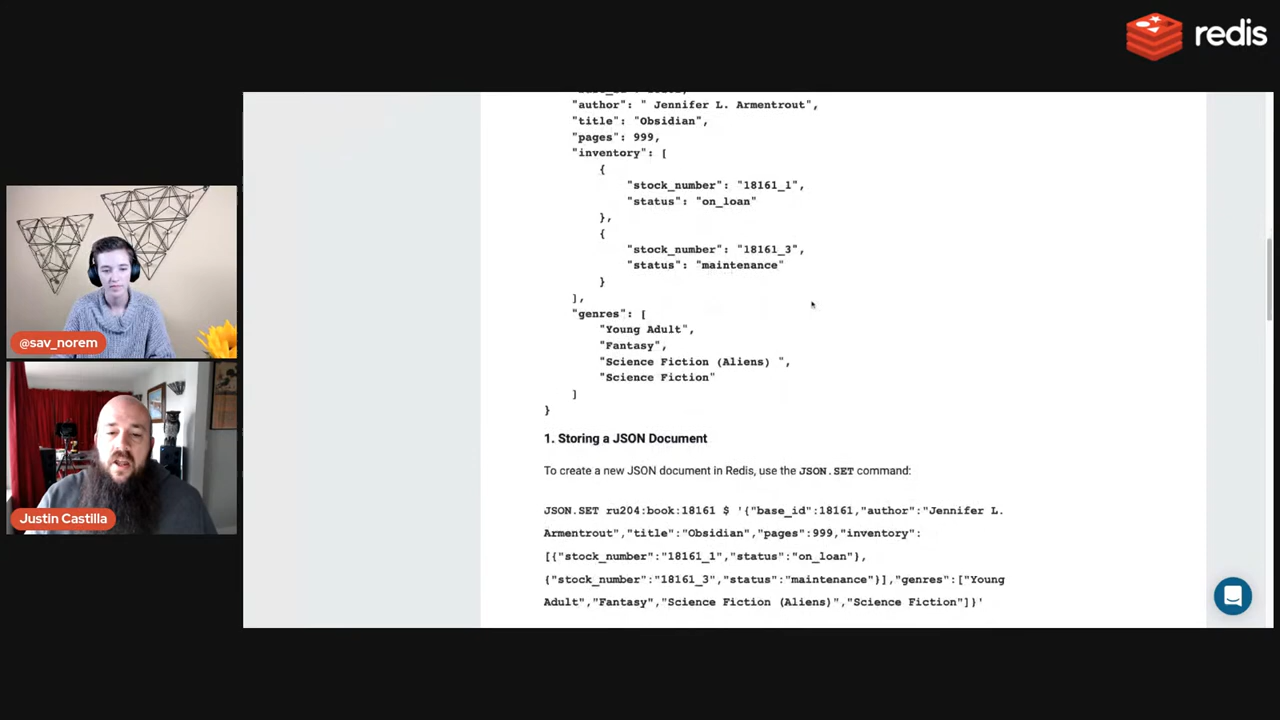 redis
"author": " Jennifer L. Armentrout",
"title": "Obsidian",
"pages": 999,
"inventory": [
{
"stock_number": "18161_1",
"status": "on_loan"
},
{
"stock_number": "18161_3",
"status": "maintenance"
}
],
"genres": [
"Young Adult",
"Fantasy",
"Science Fiction (Aliens) ",
"Science Fiction"
]
}
1. Storing a JSON Document
To create a new JSON document in Redis, use the JSON.SET command:
JSON.SET ru204:book:18161 $ '{"base_id":18161,"author":"Jennifer L.
Armentrout","title":"Obsidian","pages":999,"inventory":
[{"stock_number":"18161_1","status":"on_loan"},
{"stock_number":"18161_3","status":"maintenance"}],"genres":["Young
Adult","Fantasy","Science Fiction (Aliens)","Science Fiction"]}'
@sav_norem
Justin Castilla